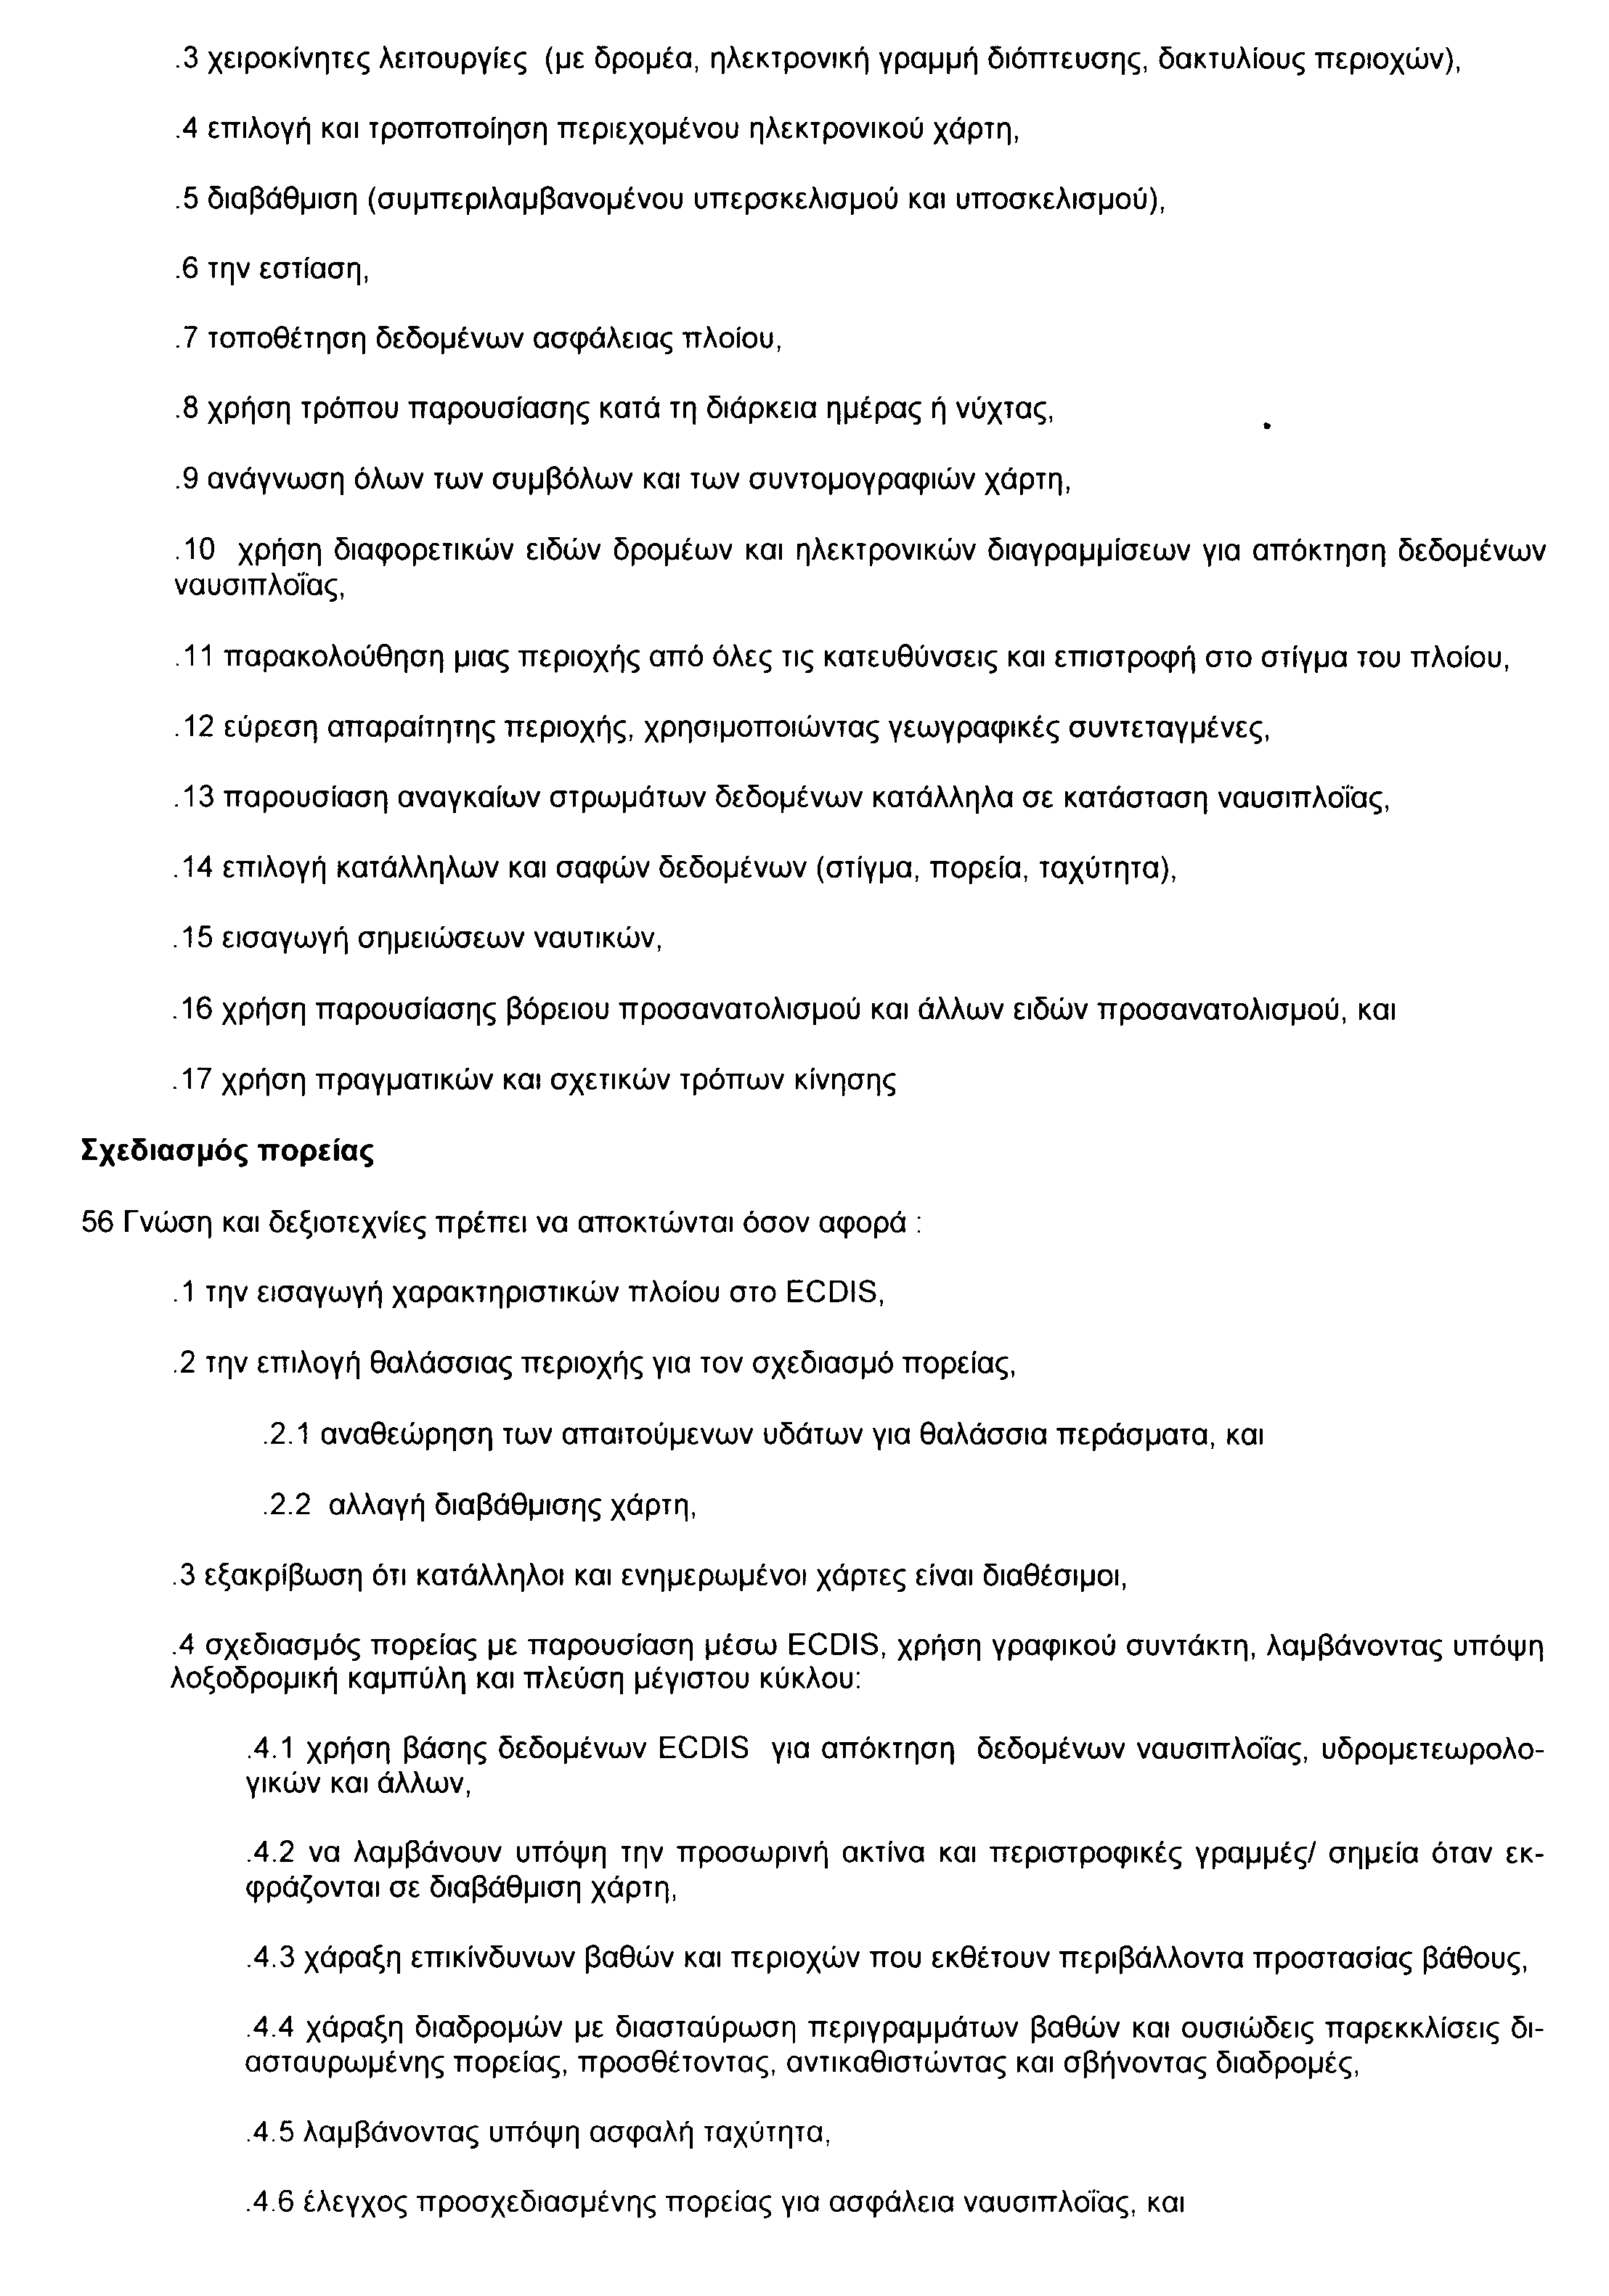 .3 χειροκίνητες λειτουργίες (με δρομέα, ηλεκτρονική γραμμή διόπτευσης, δακτυλίους περιοχών),
.4 επιλογή και τροποποίηση περιεχομένου ηλεκτρονικού χάρτη,
.5 διαβάθμιση (συμπεριλαμβανομένου υπερσκελισμού και υποσκελισμού),
.6 την εστίαση,
.7 τοποθέτηση δεδομένων ασφάλειας πλοίου,
.8 χρήση τρόπου παρουσίασης κατά τη διάρκεια ημέρας ή νύχτας,
.9 ανάγνωση όλων των συμβόλων και των συντομογραφιών χάρτη,
.10 χρήση διαφορετικών ειδών δρομέων και ηλεκτρονικών διαγραμμίσεων για απόκτηση δεδομένων
ναυσιπλοΐας,
.11 παρακολούθηση μιας περιοχής από όλες τις κατευθύνσεις και επιστροφή στο στίγμα του πλοίου,
.12 εύρεση απαραίτητης περιοχής, χρησιμοποιώντας γεωγραφικές συντεταγμένες,
.13 παρουσίαση αναγκαίων στρωμάτων δεδομένων κατάλληλα σε κατάσταση ναυσιπλοΐας,
.14 επιλογή κατάλληλων και σαφών δεδομένων (στίγμα, πορεία, ταχύτητα),
.15 εισαγωγή σημειώσεων ναυτικών,
.16 χρήση παρουσίασης βόρειου προσανατολισμού και άλλων ειδών προσανατολισμού, και
.17 χρήση πραγματικών και σχετικών τρόπων κίνησης
Σχεδιασμός πορείας
56 Γνώση και δεξιοτεχνίες πρέπει να αποκτώνται όσον αφορά :
.1 την εισαγωγή χαρακτηριστικών πλοίου στο ECDIS,
.2 την επιλογή θαλάσσιας περιοχής για τον σχεδιασμό πορείας,
.2.1 αναθεώρηση των απαιτούμενων υδάτων για θαλάσσια περάσματα, και
.2.2 αλλαγή διαβάθμισης χάρτη,
.3 εξακρίβωση ότι κατάλληλοι και ενημερωμένοι χάρτες είναι διαθέσιμοι,
.4 σχεδιασμός πορείας με παρουσίαση μέσω ECDIS, χρήση γραφικού συντάκτη, λαμβάνοντας υπόψη
λοξοδρομική καμπύλη και πλεύση μέγιστου κύκλου:
.4.1 χρήση βάσης δεδομένων ECDIS για απόκτηση δεδομένων ναυσιπλοΐας, υδρομετεωρολο-
γικών και άλλων,
.4.2 να λαμβάνουν υπόψη την προσωρινή ακτίνα και περιστροφικές γραμμές/ σημεία όταν εκ-
φράζονται σε διαβάθμιση χάρτη,
.4.3 χάραξη επικίνδυνων βαθών και περιοχών που εκθέτουν περιβάλλοντα προστασίας βάθους,
.4.4 χάραξη διαδρομών με διασταύρωση περιγραμμάτων βαθών και ουσιώδεις παρεκκλίσεις δι-
ασταυρωμένης πορείας, προσθέτοντας, αντικαθιστώντας και σβήνοντας διαδρομές,
.4.5 λαμβάνοντας υπόψη ασφαλή ταχύτητα,
.4.6 έλεγχος προσχεδιασμένης πορείας για ασφάλεια ναυσιπλοΐας, και